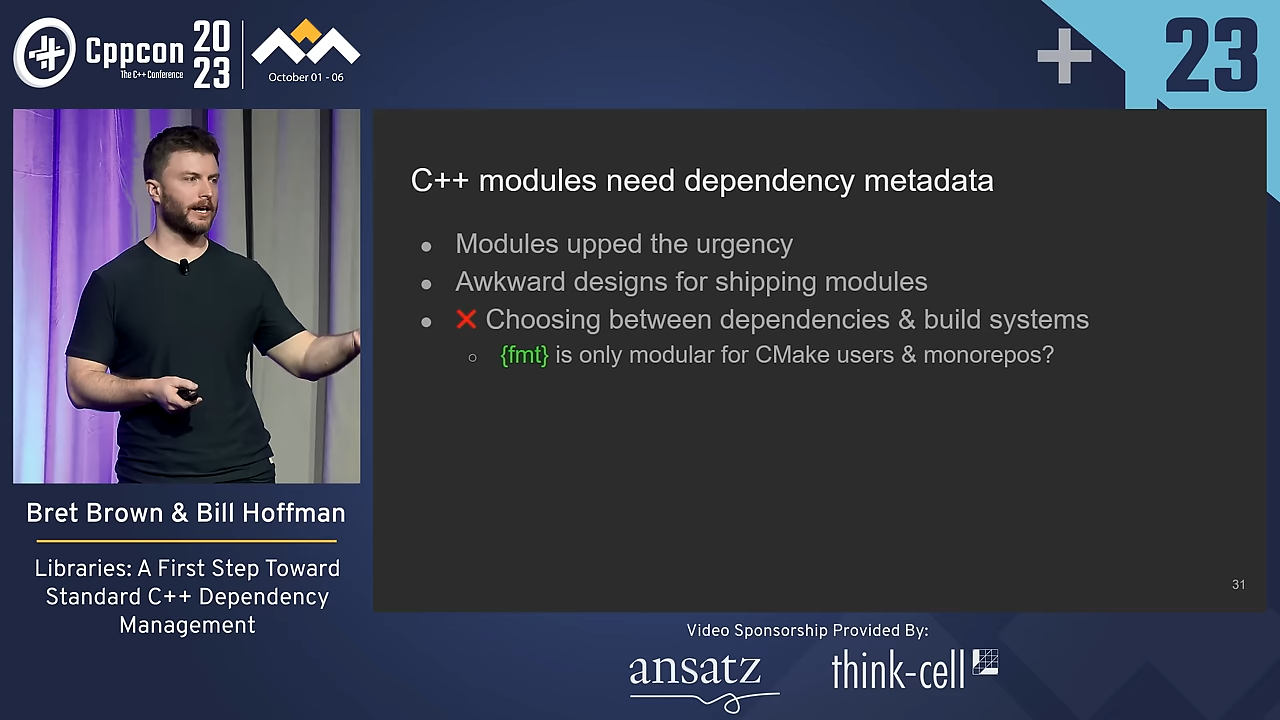 Cppcon
The C++ Conference
20
23
October 01 - 06
23
C++ modules need dependency metadata
● Modules upped the urgency
● Awkward designs for shipping modules
● ❌ Choosing between dependencies & build systems
○ {fmt} is only modular for CMake users & monorepos?
31
Bret Brown & Bill Hoffman
Libraries: A First Step Toward
Standard C++ Dependency
Management
Video Sponsorship Provided By:
ansatz
think-cell